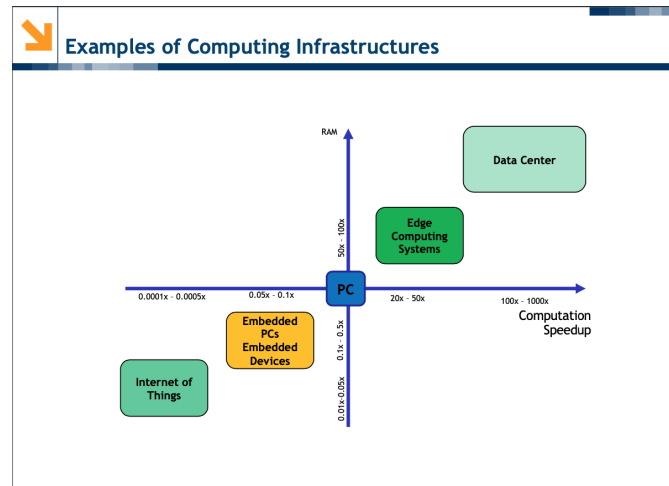 Examples of Computing Infrastructures
RAM
Data Center
Edge
Computing
Systems
50x - 100x
PC
0.0001x - 0.0005x
0.05x - 0.1x
20x - 50x
100x - 1000x
Computation
Speedup
Embedded
PCs
Embedded
Devices
0.1x - 0.5x
Internet of
Things
0.01x-0.05x